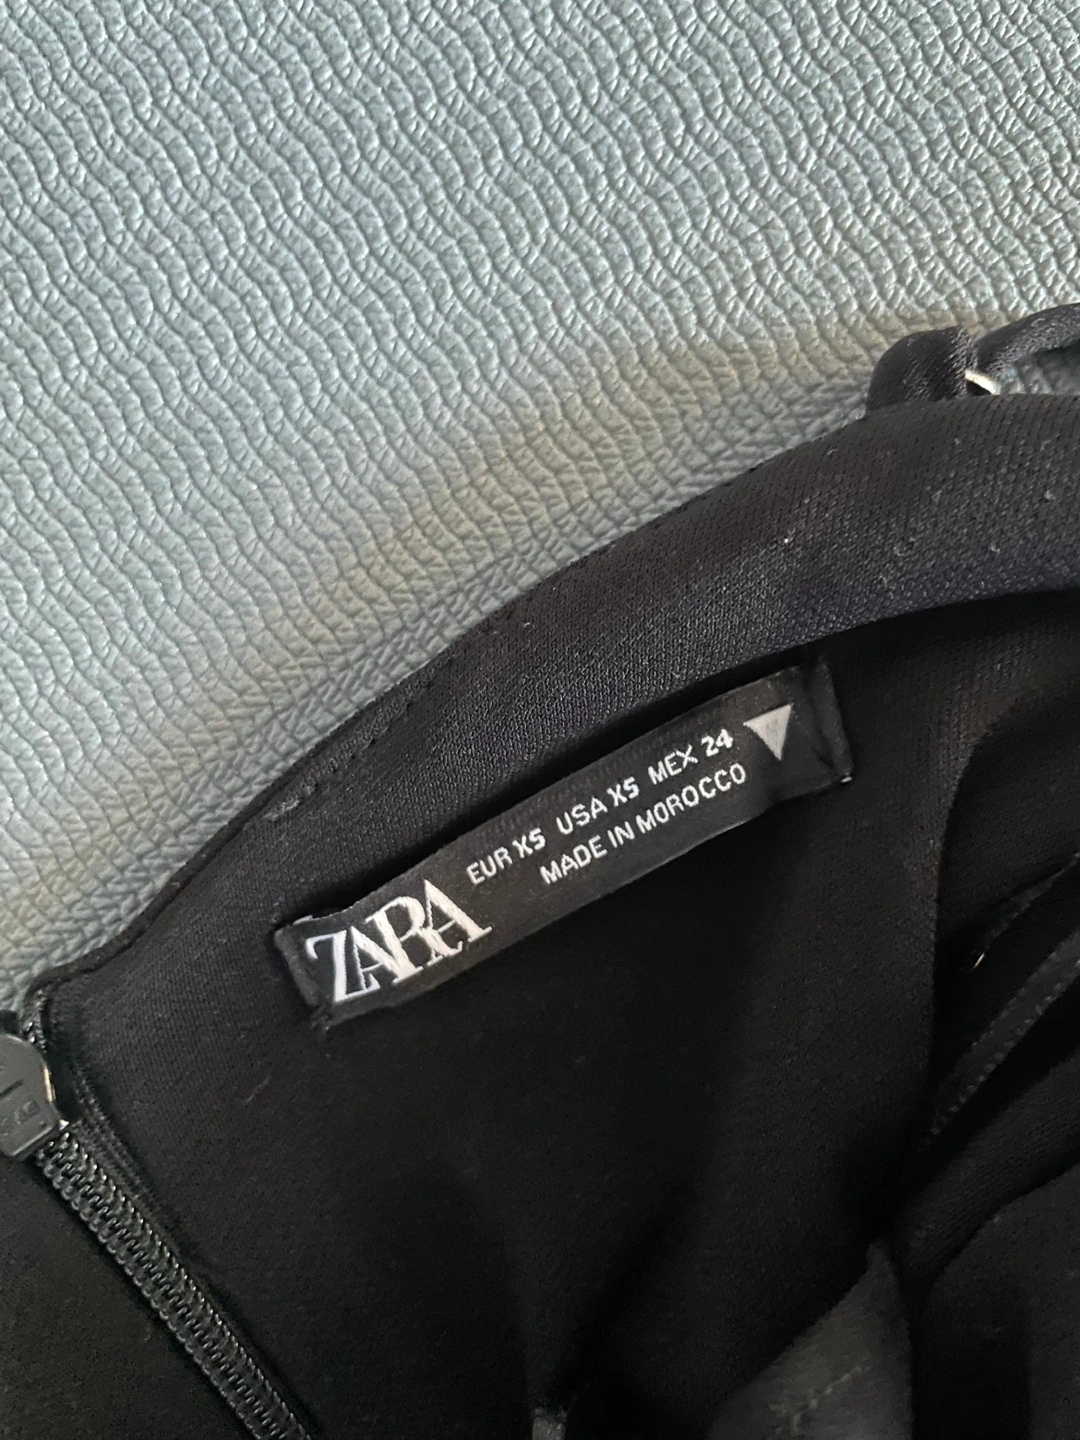 ZARA
EUR XS USA XS MEX 24
MADE IN MOROCCO